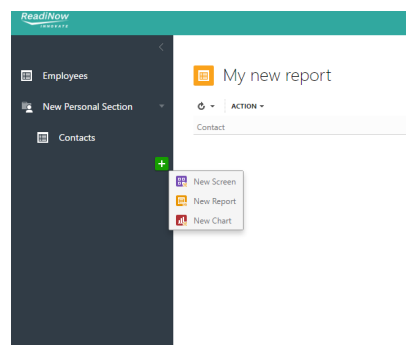 ReadiNow
INNOVATE
Employees
My new report
New Personal Section
ACTION
Contact
Contacts
New Screen
New Report
New Chart